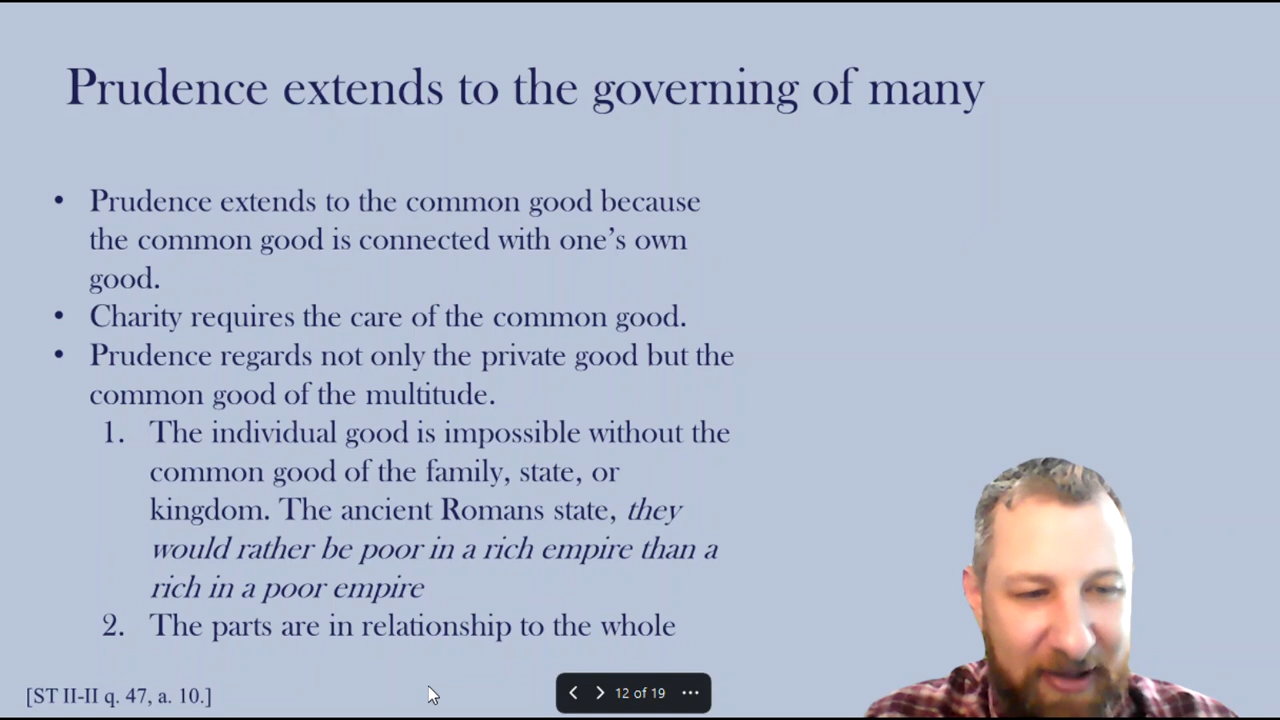 Prudence extends to the governing of many
• Prudence extends to the common good because
the common good is connected with one’s own
good.
• Charity requires the care of the common good.
• Prudence regards not only the private good but the
common good of the multitude.
1. The individual good is impossible without the
common good of the family, state, or
kingdom. The ancient Romans state, they
would rather be poor in a rich empire than a
rich in a poor empire
2. The parts are in relationship to the whole
[ST II-II q. 47, a. 10.]
12 of 19